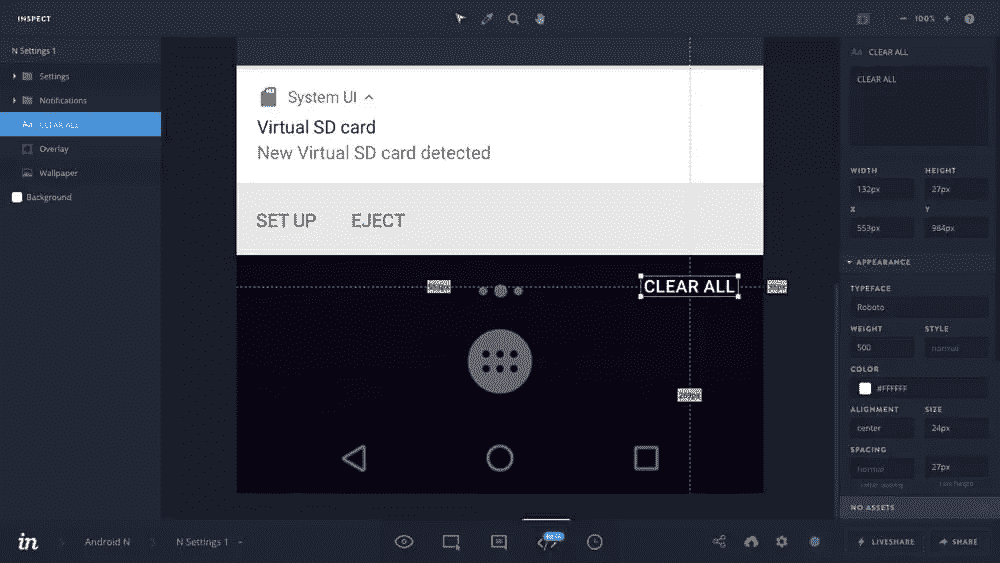 INSPECT
100%
N Settings 1
Settings
Notifications
CLEAR ALL
Overlay
Wallpaper
Background
System UI
Virtual SD card
New Virtual SD card detected
SET UP EJECT
CLEAR ALL
CLEAR ALL
CLEAR ALL
WIDTH HEIGHT
132px 27px
X Y
553px 984px
APPEARANCE
TYPEFACE
Roboto
WEIGHT STYLE
500 normal
COLOR
#FFFFFF
ALIGNMENT SIZE
center 24px
SPACING
normal 27px
Letter Spacing Line Height
NO ASSETS
in Android N N Settings 1
LIVESHARE SHARE